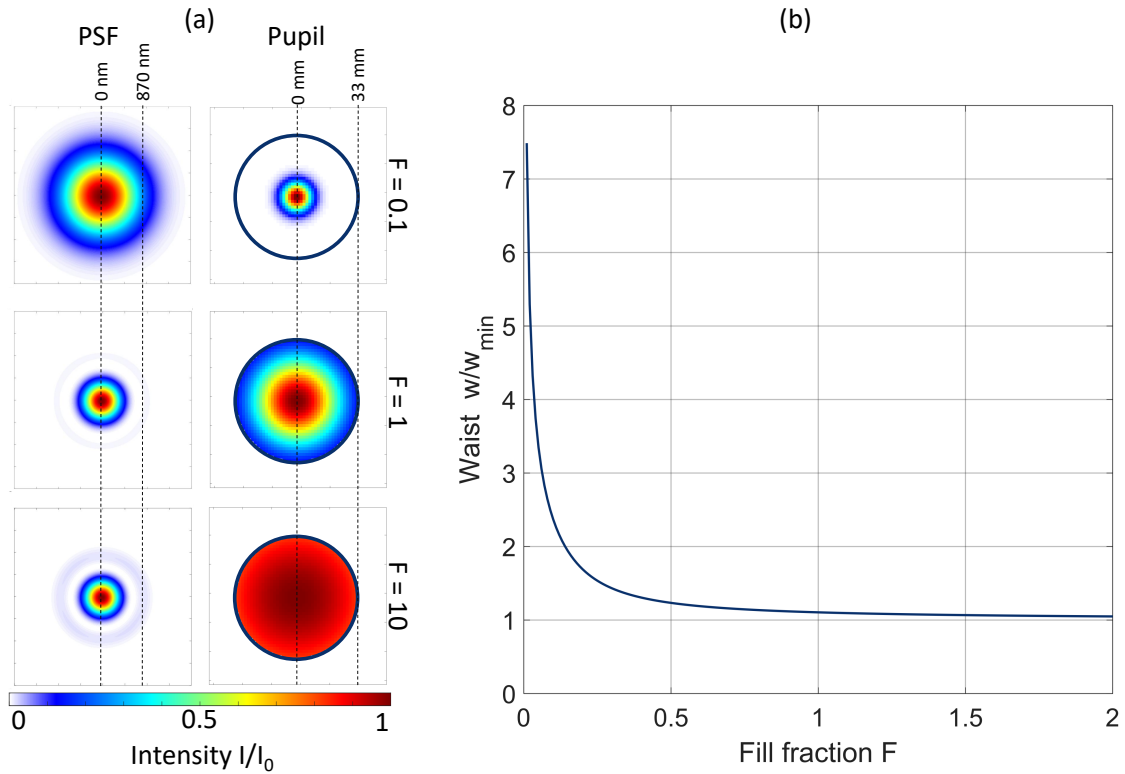 (a)
PSF
Pupil
0 nm
870 nm
0 mm
33 mm
F = 0.1
F = 1
F = 10
0
0.5
1
Intensity I/I0
(b)
8
7
6
5
4
3
2
1
0
Waist w/wmin
0
0.5
1
1.5
2
Fill fraction F